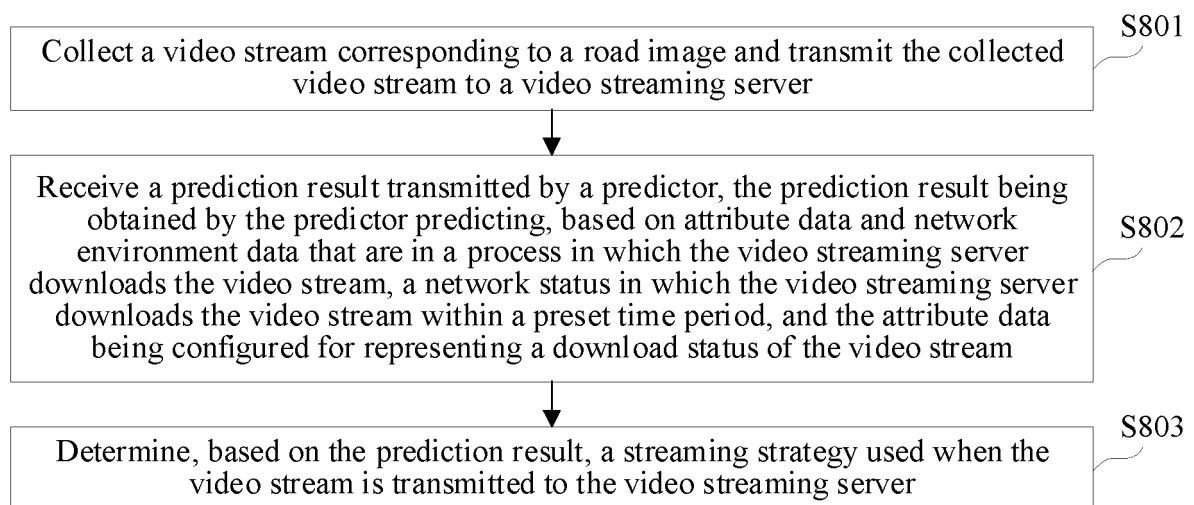 S801
Collect a video stream corresponding to a road image and transmit the collected
video stream to a video streaming server
S802
Receive a prediction result transmitted by a predictor, the prediction result being
obtained by the predictor predicting, based on attribute data and network
environment data that are in a process in which the video streaming server
downloads the video stream, a network status in which the video streaming server
downloads the video stream within a preset time period, and the attribute data
being configured for representing a download status of the video stream
S803
Determine, based on the prediction result, a streaming strategy used when the
video stream is transmitted to the video streaming server